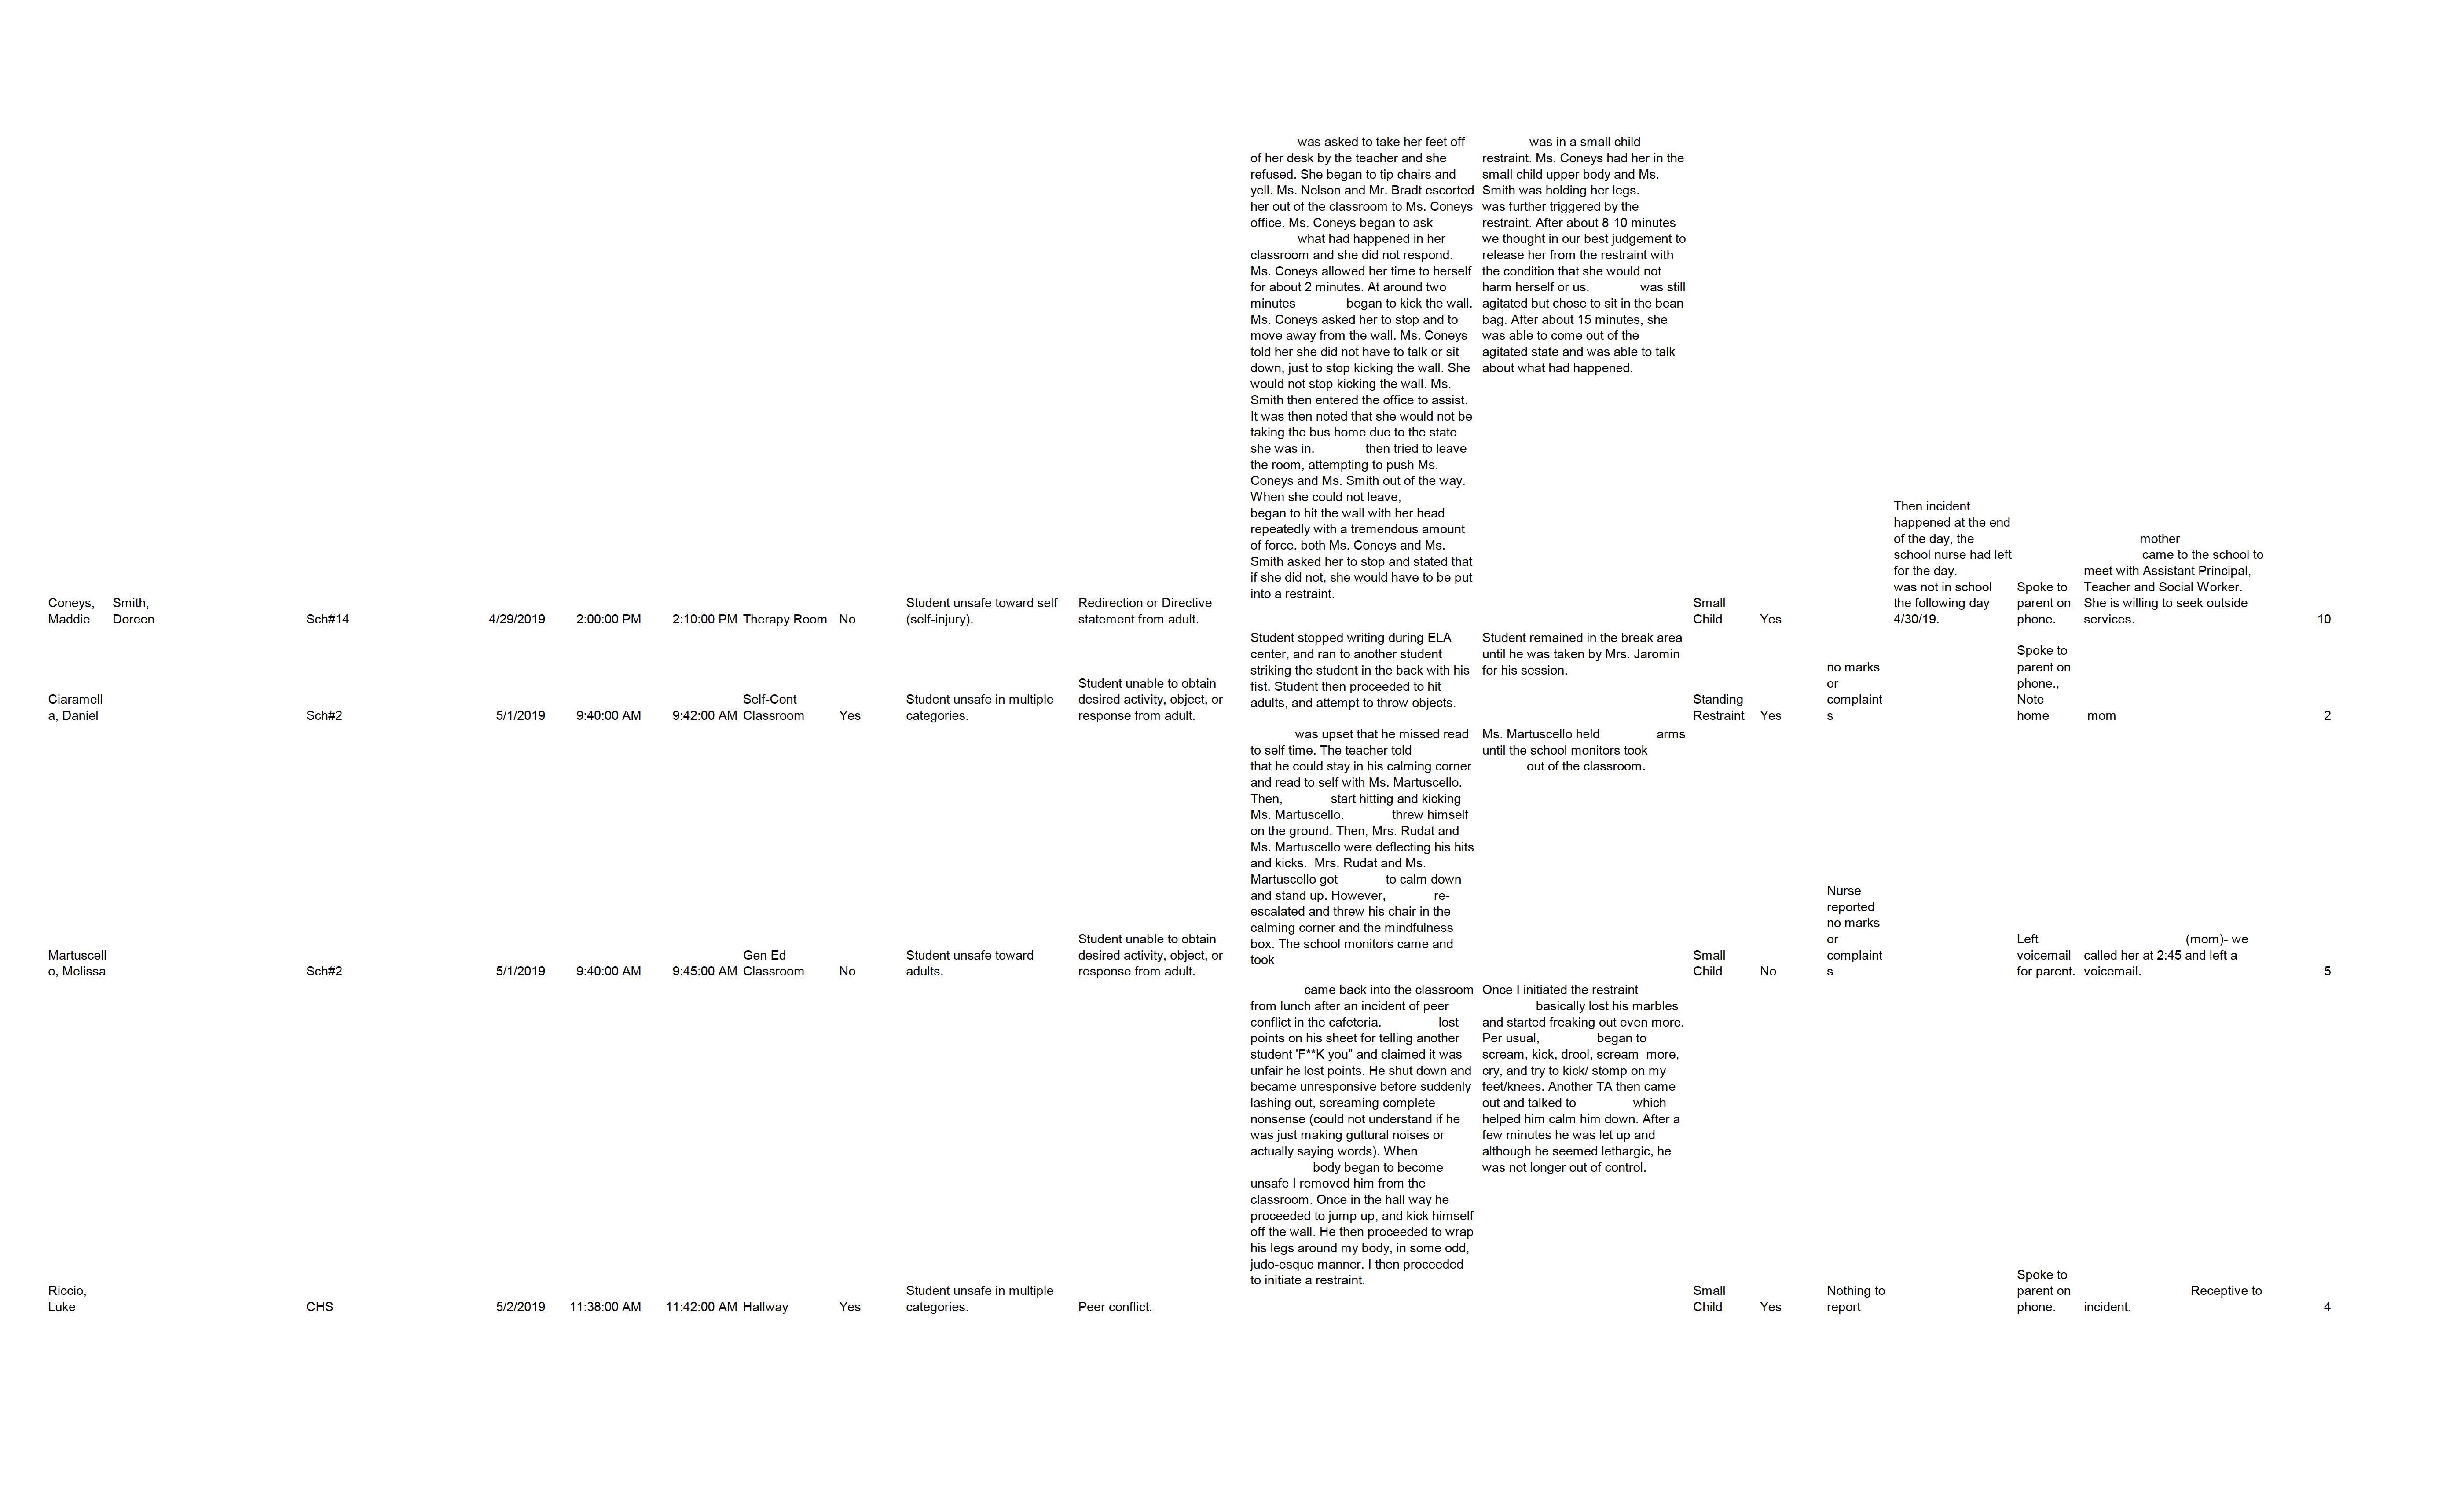 was asked to take her feet off
of her desk by the teacher and she
refused. She began to tip chairs and
yell. Ms. Nelson and Mr. Bradt escorted
her out of the classroom to Ms. Coneys
office. Ms. Coneys began to ask
what had happened in her
classroom and she did not respond.
Ms. Coneys allowed her time to herself
for about 2 minutes. At around two
minutes began to kick the wall.
Ms. Coneys asked her to stop and to
move away from the wall. Ms. Coneys
told her she did not have to talk or sit
down, just to stop kicking the wall. She
would not stop kicking the wall. Ms.
Smith then entered the office to assist.
It was then noted that she would not be
taking the bus home due to the state
she was in. then tried to leave
the room, attempting to push Ms.
Coneys and Ms. Smith out of the way.
When she could not leave,
began to hit the wall with her head
repeatedly with a tremendous amount
of force. both Ms. Coneys and Ms.
Smith asked her to stop and stated that
if she did not, she would have to be put
into a restraint.
was in a small child
restraint. Ms. Coneys had her in the
small child upper body and Ms.
Smith was holding her legs.
was further triggered by the
restraint. After about 8-10 minutes
we thought in our best judgement to
release her from the restraint with
the condition that she would not
harm herself or us. was still
agitated but chose to sit in the bean
bag. After about 15 minutes, she
was able to come out of the
agitated state and was able to talk
about what had happened.
Coneys,
Maddie
Smith,
Doreen
Sch#14
4/29/2019
2:00:00 PM
2:10:00 PM
Therapy Room
No
Student unsafe toward self
(self-injury).
Redirection or Directive
statement from adult.
Small
Child
Yes
Then incident
happened at the end
of the day, the
school nurse had left
for the day.
was not in school
the following day
4/30/19.
Spoke to
parent on
phone.
mother
came to the school to
meet with Assistant Principal,
Teacher and Social Worker.
She is willing to seek outside
services.
10
Ciaramell
a, Daniel
Sch#2
5/1/2019
9:40:00 AM
9:42:00 AM
Self-Cont
Classroom
Yes
Student unsafe in multiple
categories.
Student unable to obtain
desired activity, object, or
response from adult.
Student stopped writing during ELA
center, and ran to another student
striking the student in the back with his
fist. Student then proceeded to hit
adults, and attempt to throw objects.
Student remained in the break area
until he was taken by Mrs. Jaromin
for his session.
Standing
Restraint
Yes
no marks
or
complaint
s
Spoke to
parent on
phone.,
Note
home
mom
2
Martuscell
o, Melissa
Sch#2
5/1/2019
9:40:00 AM
9:45:00 AM
Gen Ed
Classroom
No
Student unsafe toward
adults.
Student unable to obtain
desired activity, object, or
response from adult.
was upset that he missed read
to self time. The teacher told
that he could stay in his calming corner
and read to self with Ms. Martuscello.
Then, start hitting and kicking
Ms. Martuscello. threw himself
on the ground. Then, Mrs. Rudat and
Ms. Martuscello were deflecting his hits
and kicks.  Mrs. Rudat and Ms.
Martuscello got to calm down
and stand up. However, re-
escalated and threw his chair in the
calming corner and the mindfulness
box. The school monitors came and
took
Ms. Martuscello held arms
until the school monitors took
out of the classroom.
Small
Child
No
Nurse
reported
no marks
or
complaint
s
Left
voicemail
for parent.
(mom)- we
called her at 2:45 and left a
voicemail.
5
Riccio,
Luke
CHS
5/2/2019
11:38:00 AM
11:42:00 AM
Hallway
Yes
Student unsafe in multiple
categories.
Peer conflict.
came back into the classroom
from lunch after an incident of peer
conflict in the cafeteria. lost
points on his sheet for telling another
student 'F**K you" and claimed it was
unfair he lost points. He shut down and
became unresponsive before suddenly
lashing out, screaming complete
nonsense (could not understand if he
was just making guttural noises or
actually saying words). When
body began to become
unsafe I removed him from the
classroom. Once in the hall way he
proceeded to jump up, and kick himself
off the wall. He then proceeded to wrap
his legs around my body, in some odd,
judo-esque manner. I then proceeded
to initiate a restraint.
Once I initiated the restraint
basically lost his marbles
and started freaking out even more.
Per usual, began to
scream, kick, drool, scream  more,
cry, and try to kick/ stomp on my
feet/knees. Another TA then came
out and talked to which
helped him calm him down. After a
few minutes he was let up and
although he seemed lethargic, he
was not longer out of control.
Small
Child
Yes
Nothing to
report
Spoke to
parent on
phone.
Receptive to
incident.
4